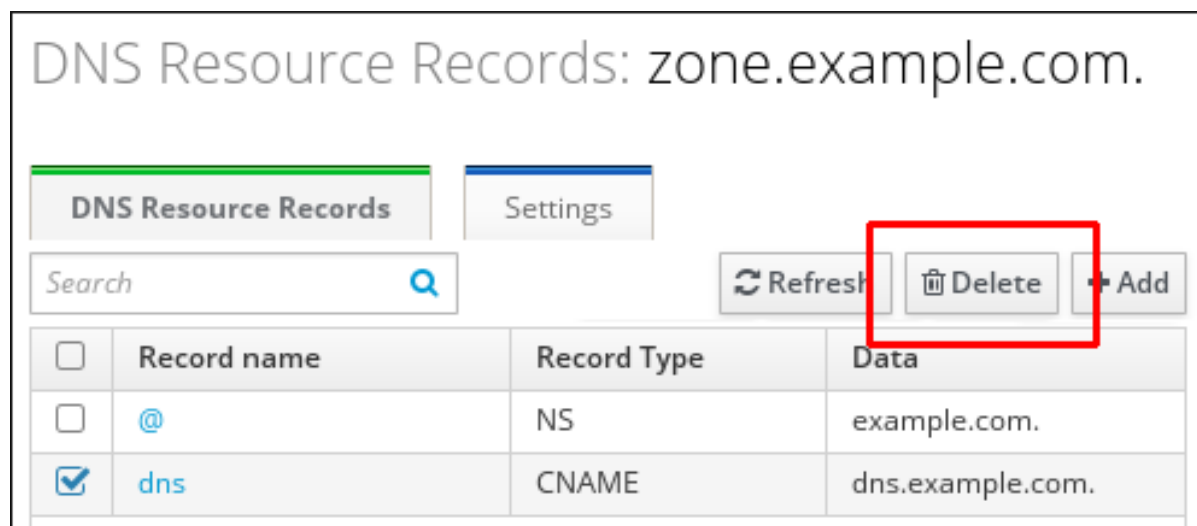 DNS Resource Records: zone.example.com.
DNS Resource Records Settings
Search Refresh Delete + Add
Record name Record Type Data
@ NS example.com.
dns CNAME dns.example.com.